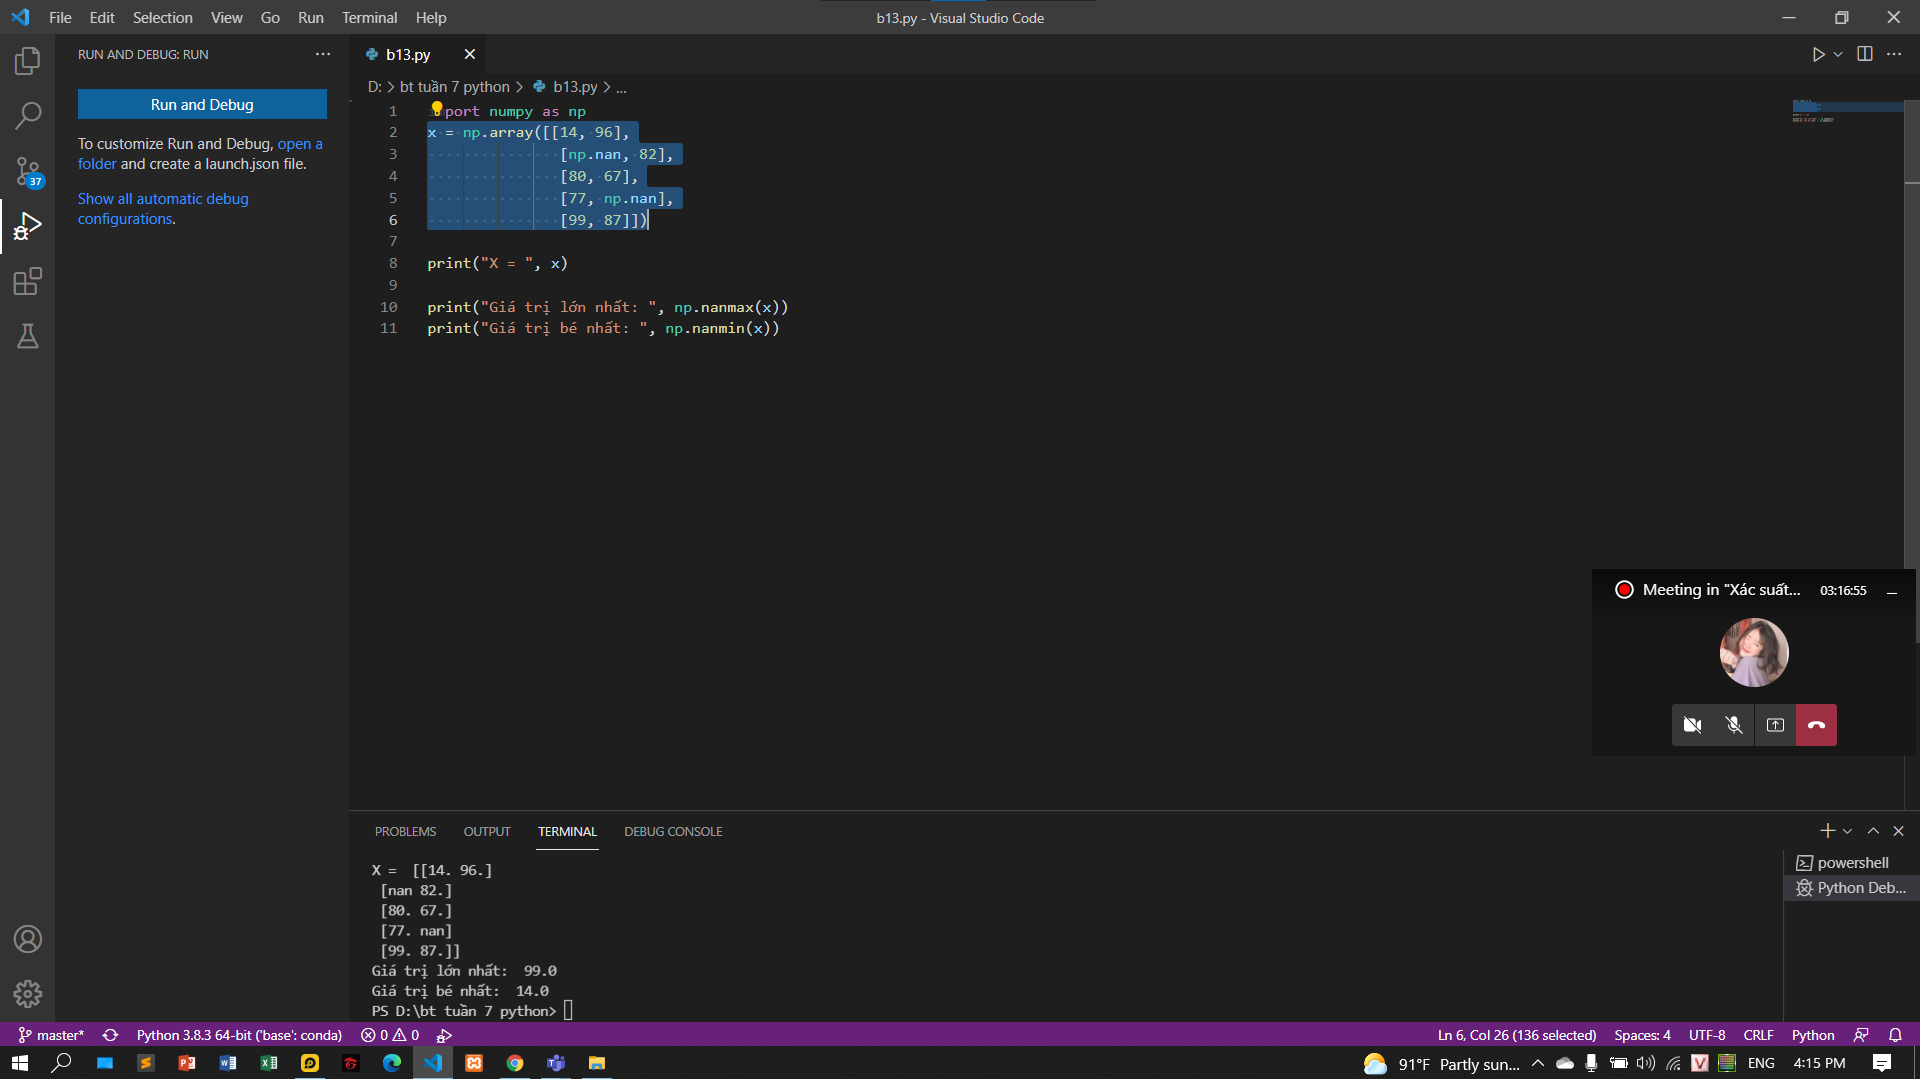 File Edit Selection View Go Run Terminal Help
b13.py - Visual Studio Code
RUN AND DEBUG: RUN
b13.py
Run and Debug
To customize Run and Debug, open a
folder and create a launch.json file.
Show all automatic debug
configurations.
37
D: > bt tuần 7 python > b13.py > ...
1 import numpy as np
2 x = np.array([[14, 96],
3 [np.nan, 82],
4 [80, 67],
5 [77, np.nan],
6 [99, 87]])
7
8 print("X = ", x)
9
10 print("Giá trị lớn nhất: ", np.nanmax(x))
11 print("Giá trị bé nhất: ", np.nanmin(x))
Meeting in "Xác suất... 03:16:55
PROBLEMS OUTPUT TERMINAL DEBUG CONSOLE
X =  [[14. 96.]
[nan 82.]
[80. 67.]
[77. nan]
[99. 87.]]
Giá trị lớn nhất:  99.0
Giá trị bé nhất:  14.0
PS D:\bt tuần 7 python>
powershell
Python Deb...
master* Python 3.8.3 64-bit ('base': conda) 0 0
Ln 6, Col 26 (136 selected) Spaces: 4 UTF-8 CRLF Python
91°F Partly sun... ENG 4:15 PM